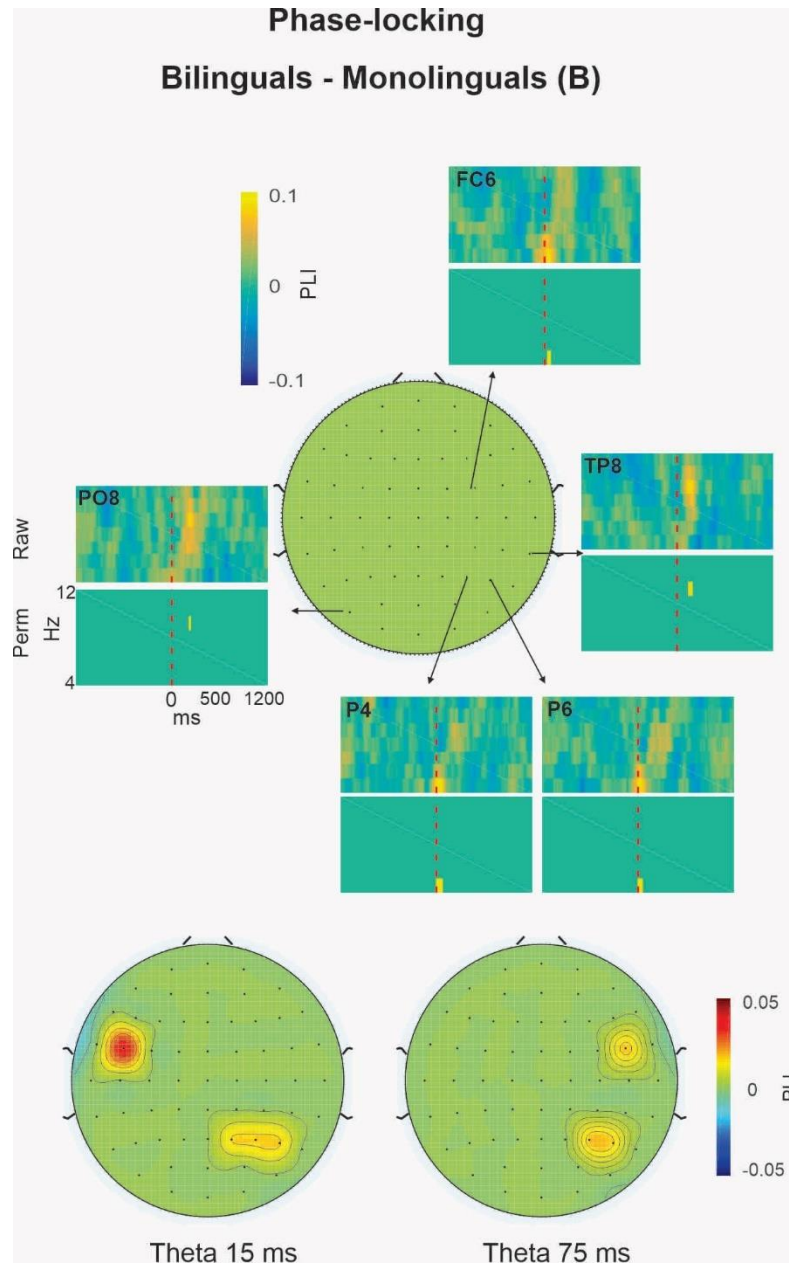 Phase-locking
Bilinguals - Monolinguals (B)
FC6
0.1
0
-0.1
PLI
PO8
TP8
Raw
Perm
Hz
12
4
0 500 1200
ms
P4
P6
0.05
0
-0.05
Theta 15 ms
Theta 75 ms